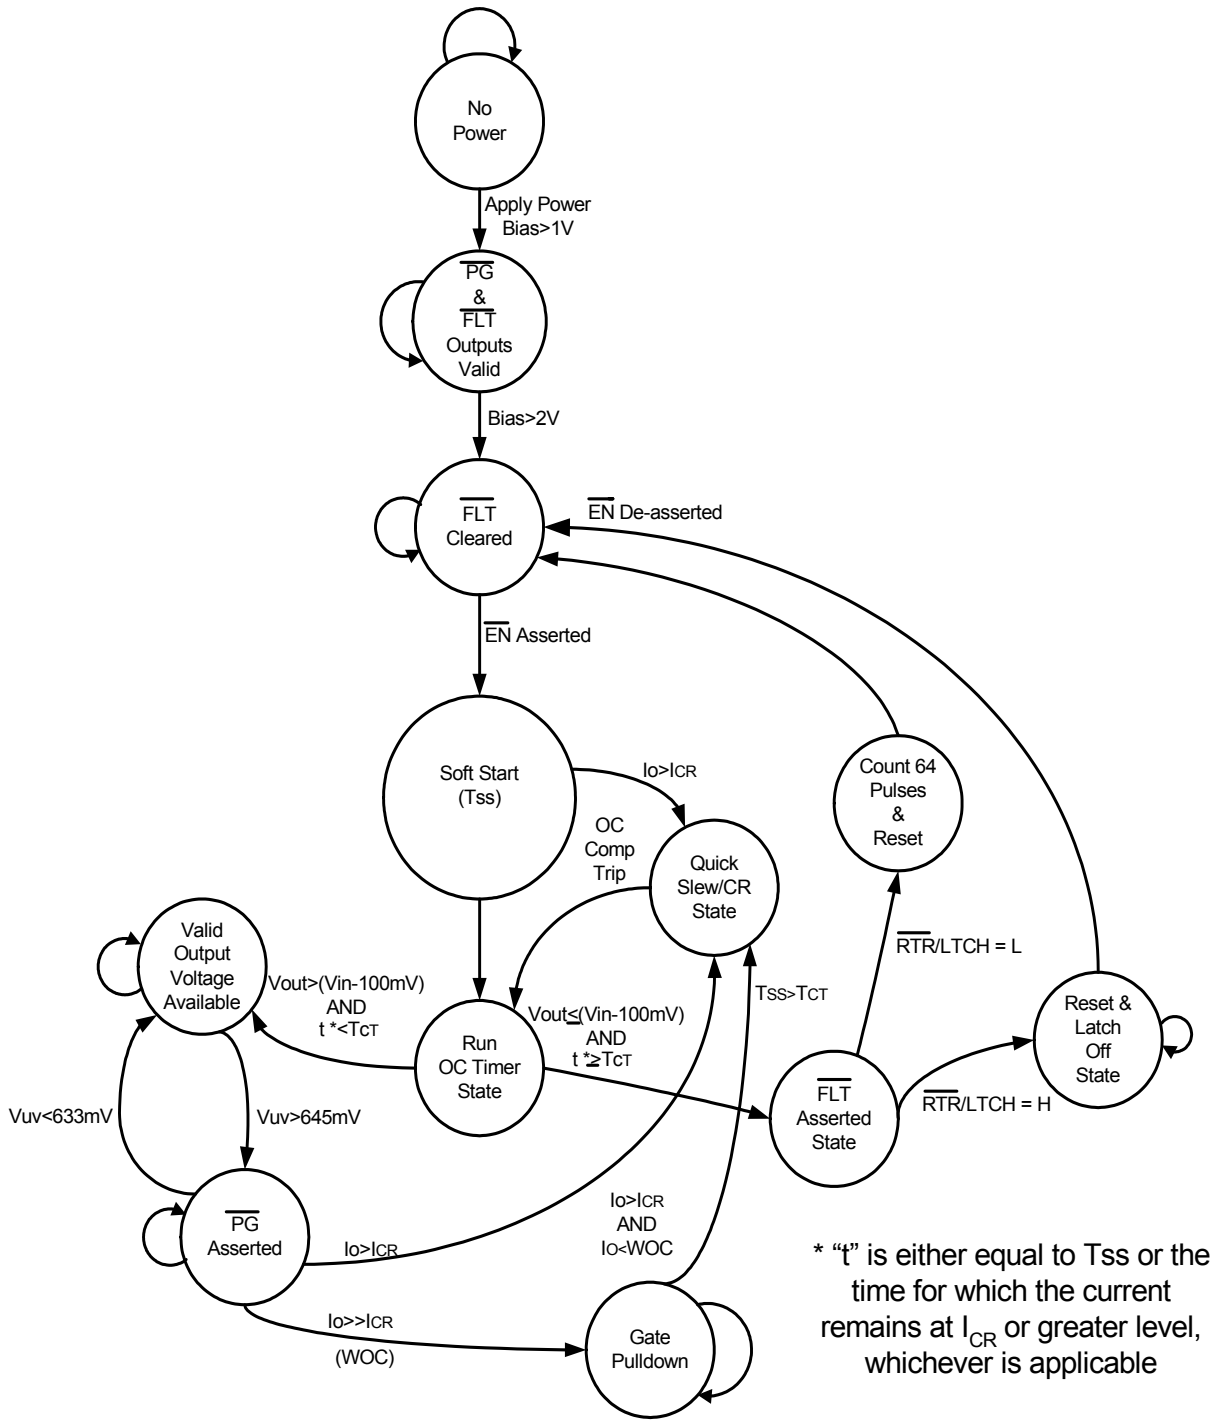 No
Power
Apply Power
Bias>1V
PG
&
FLT
Outputs
Valid
Bias>2V
FLT
Cleared
EN De-asserted
EN Asserted
Soft Start
(Tss)
Io>ICR
OC
Comp
Trip
Quick
Slew/CR
State
Count 64
Pulses
&
Reset
RTR/LTCH = L
Valid
Output
Voltage
Available
Vout>(Vin-100mV)
AND
t *<TCT
Run
OC Timer
State
Vout≤(Vin-100mV)
AND
t *≥TCT
TSS>TCT
FLT
Asserted
State
Reset &
Latch
Off
State
RTR/LTCH = H
Vuv<633mV
Vuv>645mV
PG
Asserted
Io>ICR
Io>>ICR
(WOC)
Io>ICR
AND
IO<WOC
Gate
Pulldown
* “t” is either equal to Tss or the
time for which the current
remains at ICR or greater level,
whichever is applicable